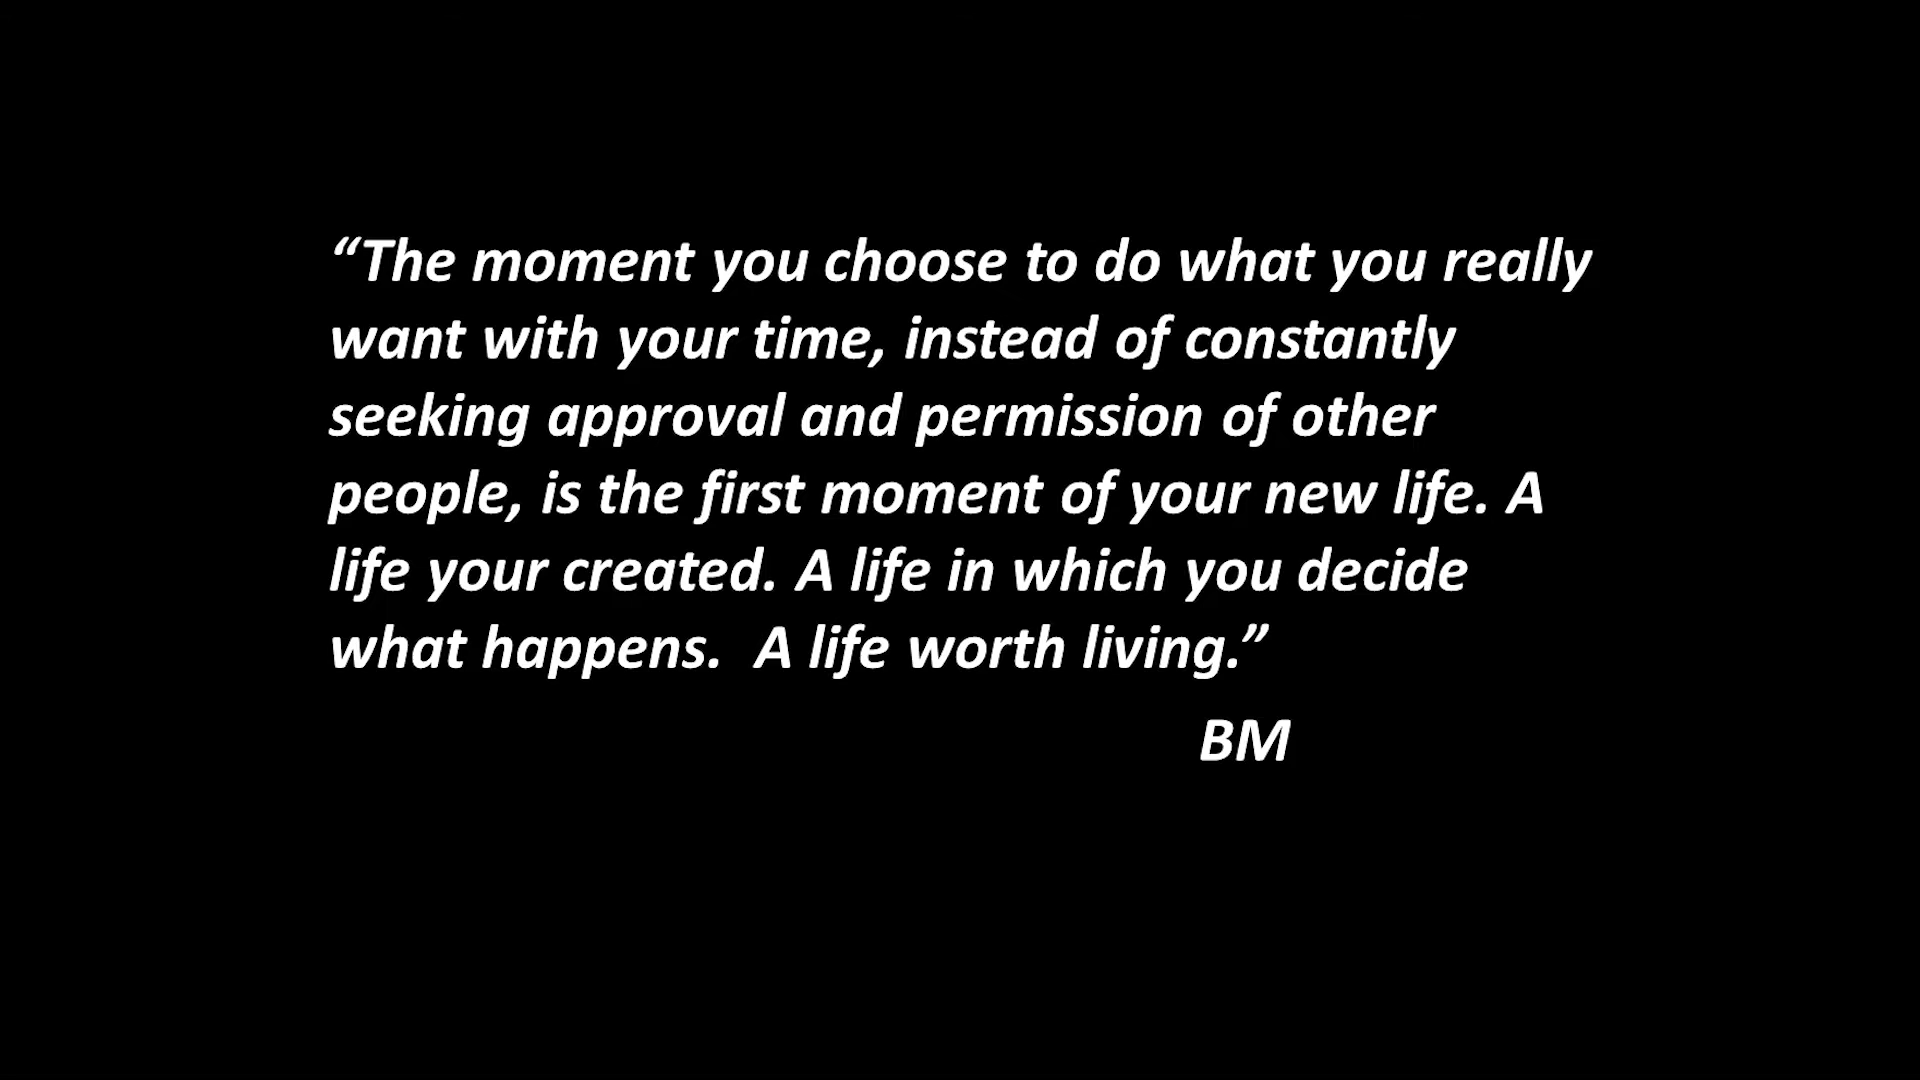 “The moment you choose to do what you really
want with your time, instead of constantly
seeking approval and permission of other
people, is the first moment of your new life. A
life your created. A life in which you decide
what happens.  A life worth living.”
BM